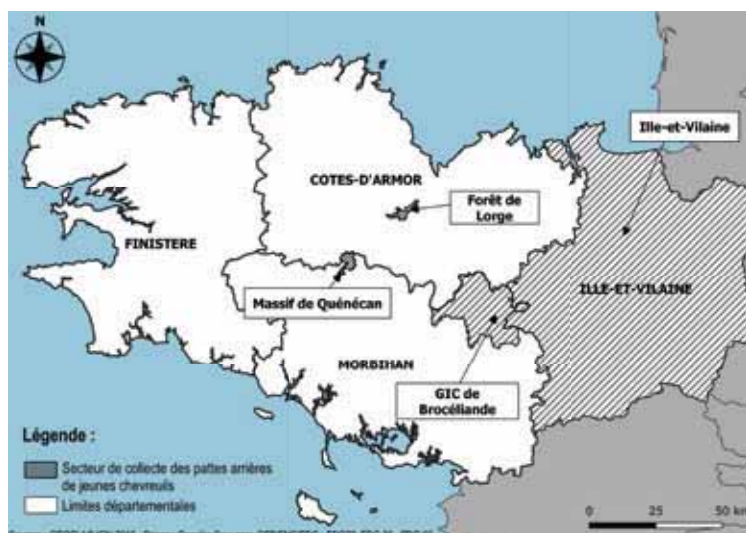 N
Ille-et-Vilaine
COTES-D'ARMOR
Forêt de
Lorge
FINISTERE
ILLE-ET-VILAINE
Massif de Quénécan
MORBIHAN
GIC de
Brocéliande
Légende :
Secteur de collecte des pattes arrières
de jeunes chevreuils
Limites départementales
0 25 50 km